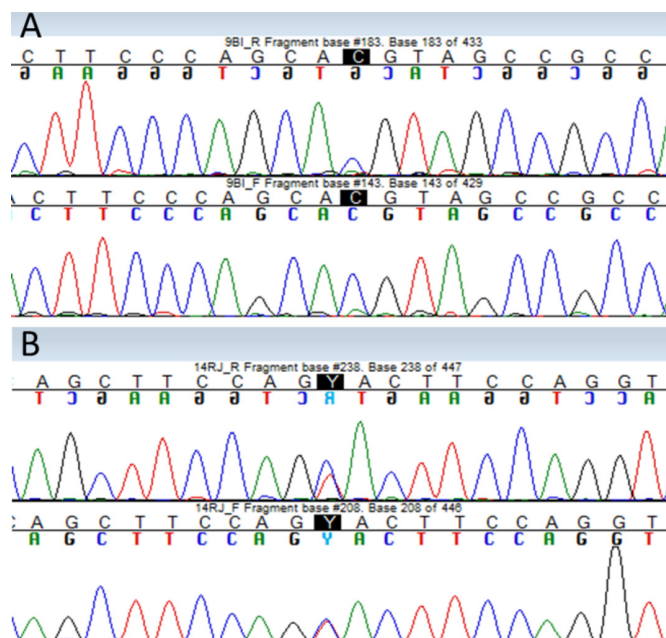 A
9BI_R Fragment base #183. Base 183 of 433
C T T C C C A G C A C G T A G C C G C C
G A A G G G T C G T G C A T C G G C G G
9BI_F Fragment base #143. Base 143 of 429
A C T T C C C A G C A C G T A G C C G C C
C T T C C C A G C A C G T A G C C G C C
B
14RJ_R Fragment base #238. Base 238 of 447
A G C T T C C A G Y A C T T C C A G G T
T C G A A G G T C R T G A A G G T C C A
14RJ_F Fragment base #208. Base 208 of 446
C A G C T T C C A G Y A C T T C C A G G T
A G C T T C C A G Y A C T T C C A G G T